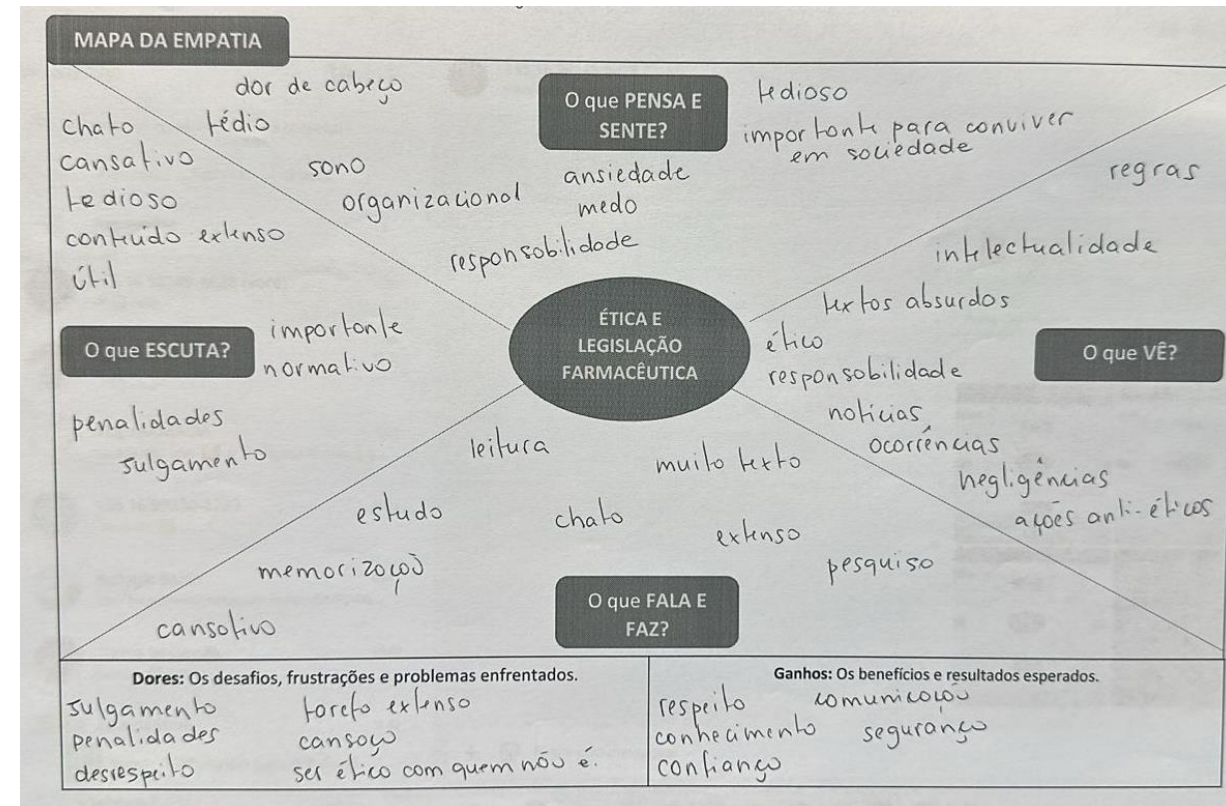 MAPA DA EMPATIA
O que PENSA E
SENTE?
dor de cabeça
tédio
sono
organizacional
responsabilidade
ansiedade
medo
tedioso
importante para conviver
em sociedade
chato
cansativo
tedioso
conteúdo extenso
útil
O que ESCUTA?
importante
normativo
penalidades
julgamento
ÉTICA E
LEGISLAÇÃO
FARMACÊUTICA
regras
intelectualidade
textos absurdos
ético
responsabilidade
O que VÊ?
notícias
ocorrências
negligências
ações anti-éticas
leitura
muito texto
estudo
chato
extenso
memorização
pesquisa
cansativo
O que FALA E
FAZ?
Dores: Os desafios, frustrações e problemas enfrentados.
julgamento tarefa extensa
penalidades cansaço
desrespeito ser ético com quem não é.
Ganhos: Os benefícios e resultados esperados.
respeito comunicação
conhecimento segurança
confiança